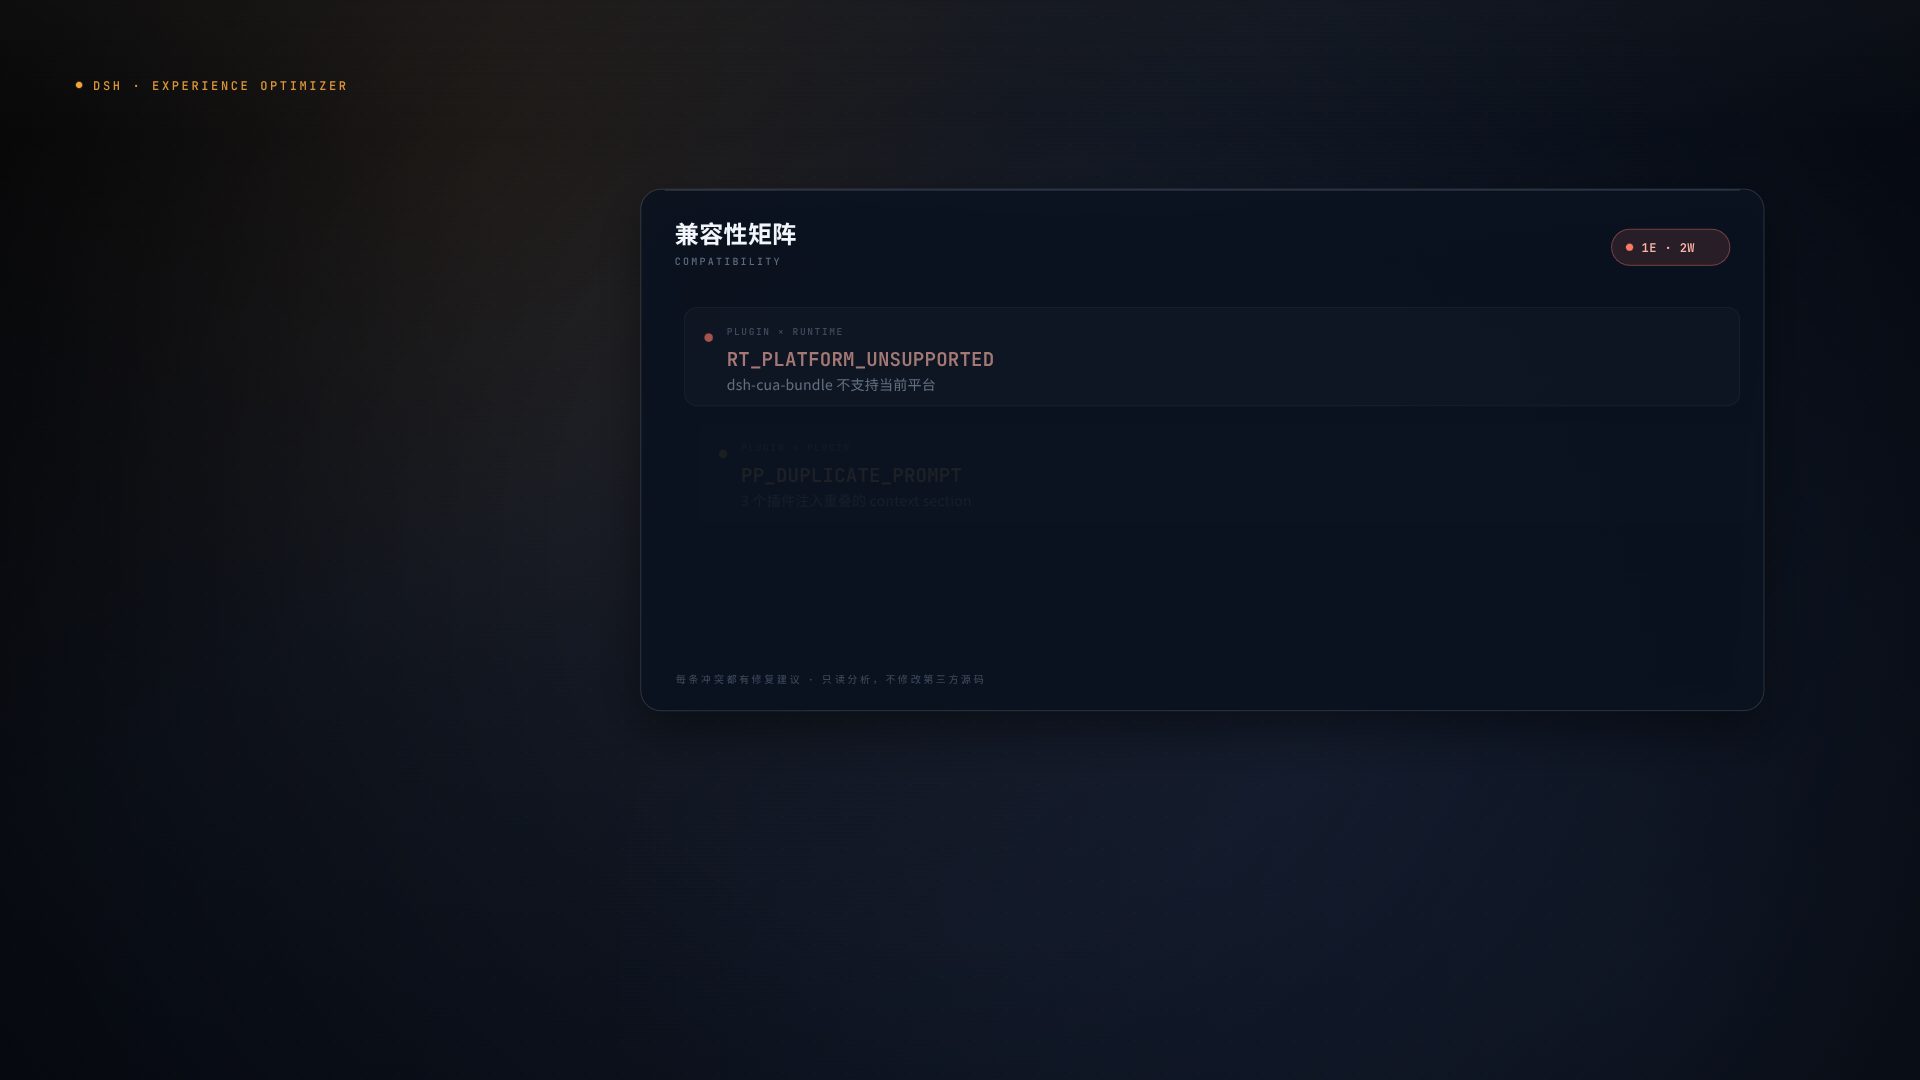 DSH · EXPERIENCE OPTIMIZER
兼容性矩阵
COMPATIBILITY
1E · 2W
PLUGIN × RUNTIME
RT_PLATFORM_UNSUPPORTED
dsh-cua-bundle 不支持当前平台
PP_DUPLICATE_PROMPT
3 个插件注入重叠的 context section
每条冲突都有修复建议 · 只读分析，不修改第三方源码